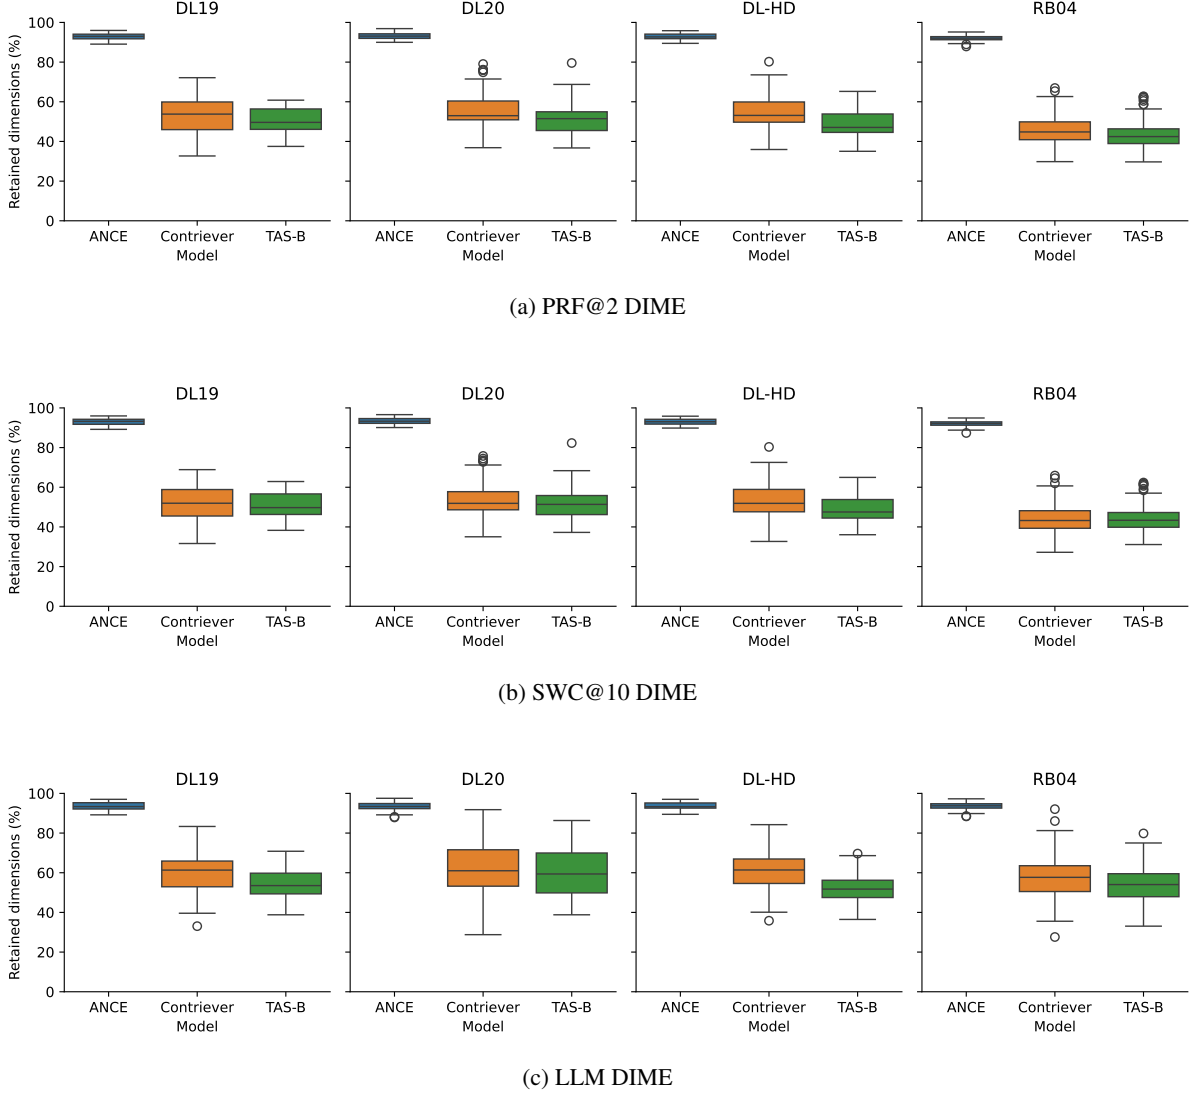 DL19 DL20 DL-HD RB04
Retained dimensions (%)
100
80
60
40
20
0
ANCE Contriever TAS-B ANCE Contriever TAS-B ANCE Contriever TAS-B ANCE Contriever TAS-B
Model Model Model Model
(a) PRF@2 DIME
DL19 DL20 DL-HD RB04
Retained dimensions (%)
100
80
60
40
20
0
ANCE Contriever TAS-B ANCE Contriever TAS-B ANCE Contriever TAS-B ANCE Contriever TAS-B
Model Model Model Model
(b) SWC@10 DIME
DL19 DL20 DL-HD RB04
Retained dimensions (%)
100
80
60
40
20
0
ANCE Contriever TAS-B ANCE Contriever TAS-B ANCE Contriever TAS-B ANCE Contriever TAS-B
Model Model Model Model
(c) LLM DIME